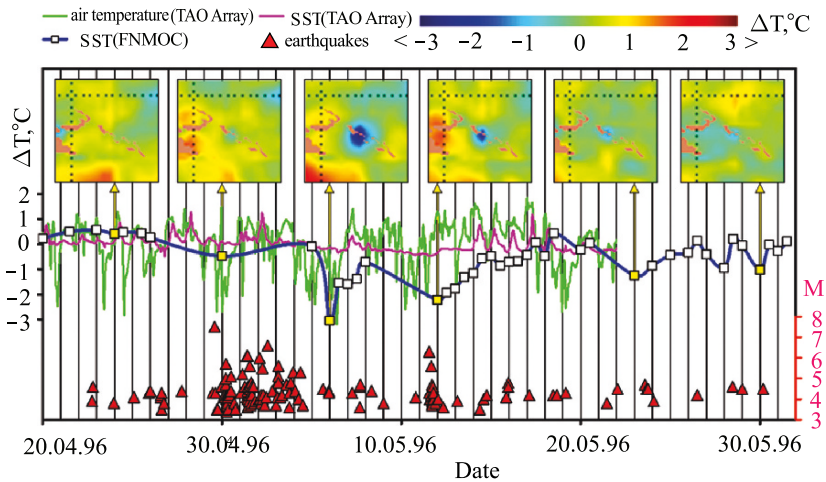 air temperature(TAO Array)
SST(TAO Array)
SST(FNMOC)
earthquakes
< -3 -2 -1 0 1 2 3 >
ΔT,°C
ΔT,°C
2
1
0
-1
-2
-3
M
8
7
6
5
4
3
20.04.96 30.04.96 10.05.96 20.05.96 30.05.96
Date